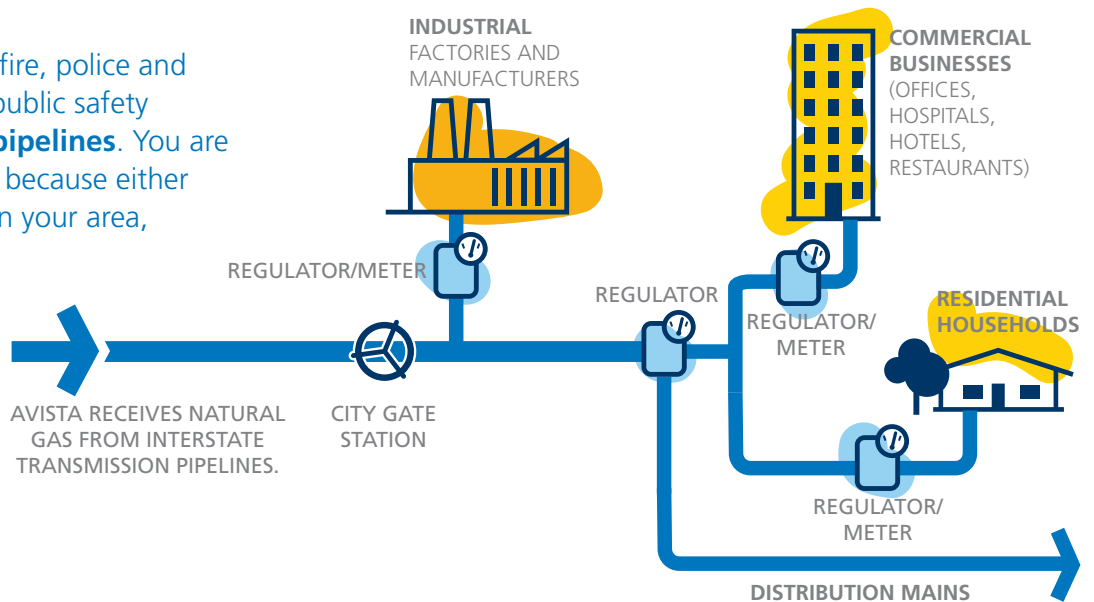 fire, police and
public safety
pipelines. You are
because either
n your area,
INDUSTRIAL
FACTORIES AND
MANUFACTURERS
COMMERCIAL
BUSINESSES
(OFFICES,
HOSPITALS,
HOTELS,
RESTAURANTS)
REGULATOR/METER
REGULATOR
REGULATOR/
METER
RESIDENTIAL
HOUSEHOLDS
AVISTA RECEIVES NATURAL
GAS FROM INTERSTATE
TRANSMISSION PIPELINES.
CITY GATE
STATION
REGULATOR/
METER
DISTRIBUTION MAINS